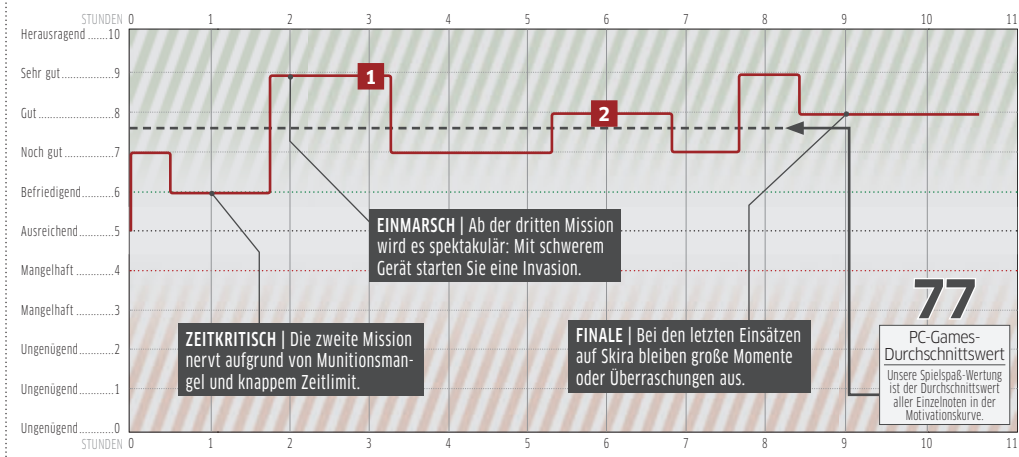 STUNDEN 0 1 2 3 4 5 6 7 8 9 10 11
Herausragend ......10
Sehr gut...............9
Gut......................8
Noch gut..............7
Befriedigend..........6
Ausreichend...........5
Mangelhaft ...........4
Mangelhaft ...........3
Ungenügend...........2
Ungenügend...........1
Ungenügend...........0
STUNDEN 0 1 2 3 4 5 6 7 8 9 10 11
1
2
EINMARSCH | Ab der dritten Mission
wird es spektakulär: Mit schwerem
Gerät starten Sie eine Invasion.
ZEITKRITISCH | Die zweite Mission
nervt aufgrund von Munitionsman-
gel und knappem Zeitlimit.
FINALE | Bei den letzten Einsätzen
auf Skira bleiben große Momente
oder Überraschungen aus.
77
PC-Games-
Durchschnittswert
Unsere Spielspaß-Wertung
ist der Durchschnittswert
aller Einzelnoten in der
Motivationskurve.